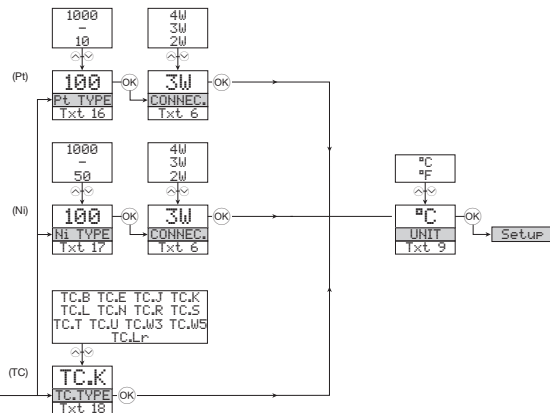 1000
-
10
4W
3W
2W
(Pt)
100
OK
3W
OK
Pt TYPE
CONNEC.
Txt 16
Txt 6
1000
-
50
4W
3W
2W
°C
°F
(Ni)
100
OK
3W
OK
°C
OK
Ni TYPE
CONNEC.
UNIT
Setup
Txt 17
Txt 6
Txt 9
TC.B TC.E TC.J TC.K
TC.L TC.N TC.R TC.S
TC.T TC.U TC.W3 TC.W5
TC.Lr
(TC)
TC.K
TC.TYPE
OK
Txt 18